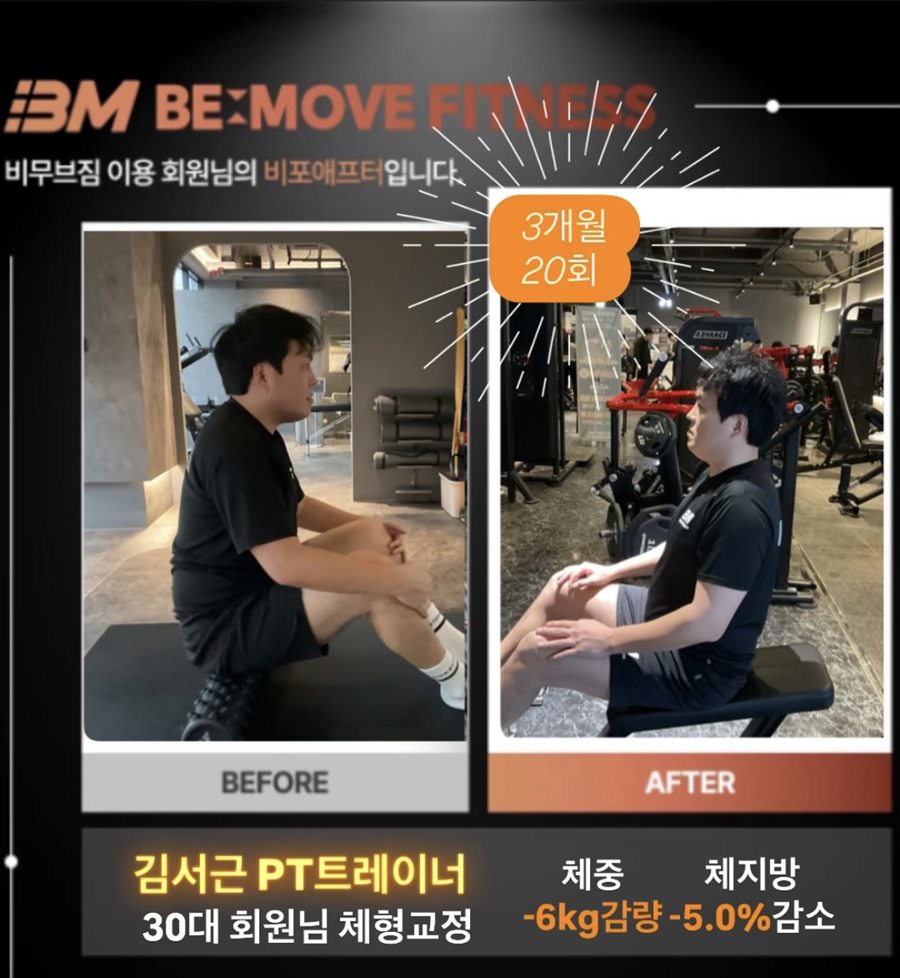 BM BE:MOVE FITNESS
비무브짐 이용 회원님의 비포애프터입니다.
3개월
20회
ADVANCE
BM
BEFORE
AFTER
김서근 PT트레이너
30대 회원님 체형교정
체중 체지방
-6kg감량 -5.0%감소